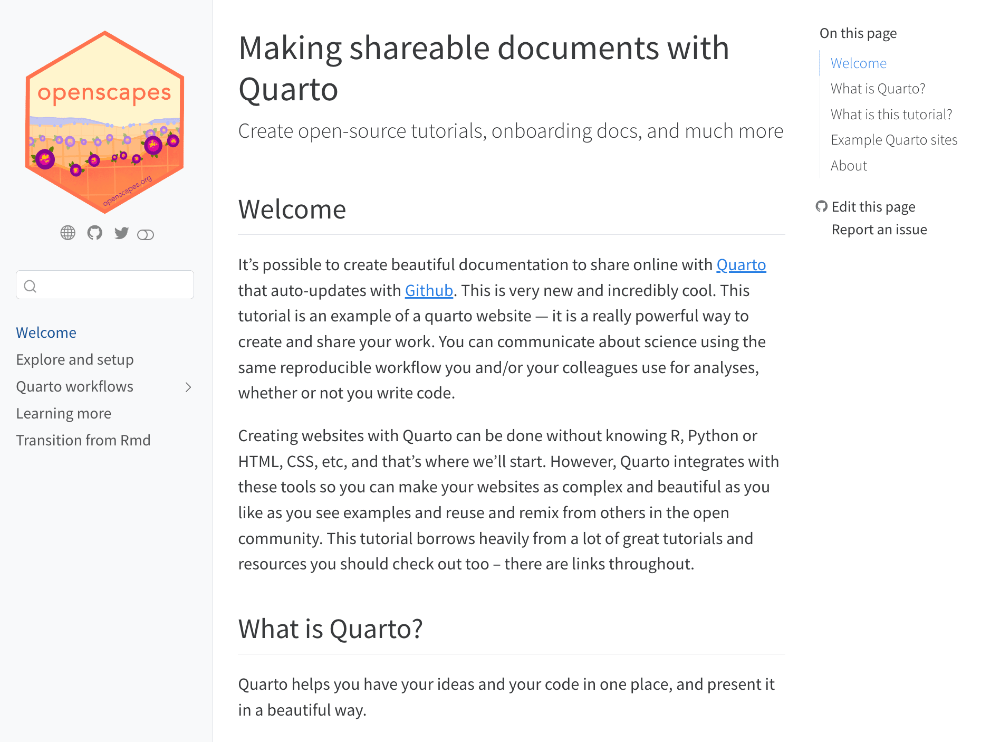 openscapes
openscapes.org
Welcome
Explore and setup
Quarto workflows
Learning more
Transition from Rmd
Making shareable documents with
Quarto
Create open-source tutorials, onboarding docs, and much more
Welcome
It’s possible to create beautiful documentation to share online with Quarto
that auto-updates with Github. This is very new and incredibly cool. This
tutorial is an example of a quarto website — it is a really powerful way to
create and share your work. You can communicate about science using the
same reproducible workflow you and/or your colleagues use for analyses,
whether or not you write code.
Creating websites with Quarto can be done without knowing R, Python or
HTML, CSS, etc, and that’s where we’ll start. However, Quarto integrates with
these tools so you can make your websites as complex and beautiful as you
like as you see examples and reuse and remix from others in the open
community. This tutorial borrows heavily from a lot of great tutorials and
resources you should check out too – there are links throughout.
What is Quarto?
Quarto helps you have your ideas and your code in one place, and present it
in a beautiful way.
On this page
Welcome
What is Quarto?
What is this tutorial?
Example Quarto sites
About
Edit this page
Report an issue